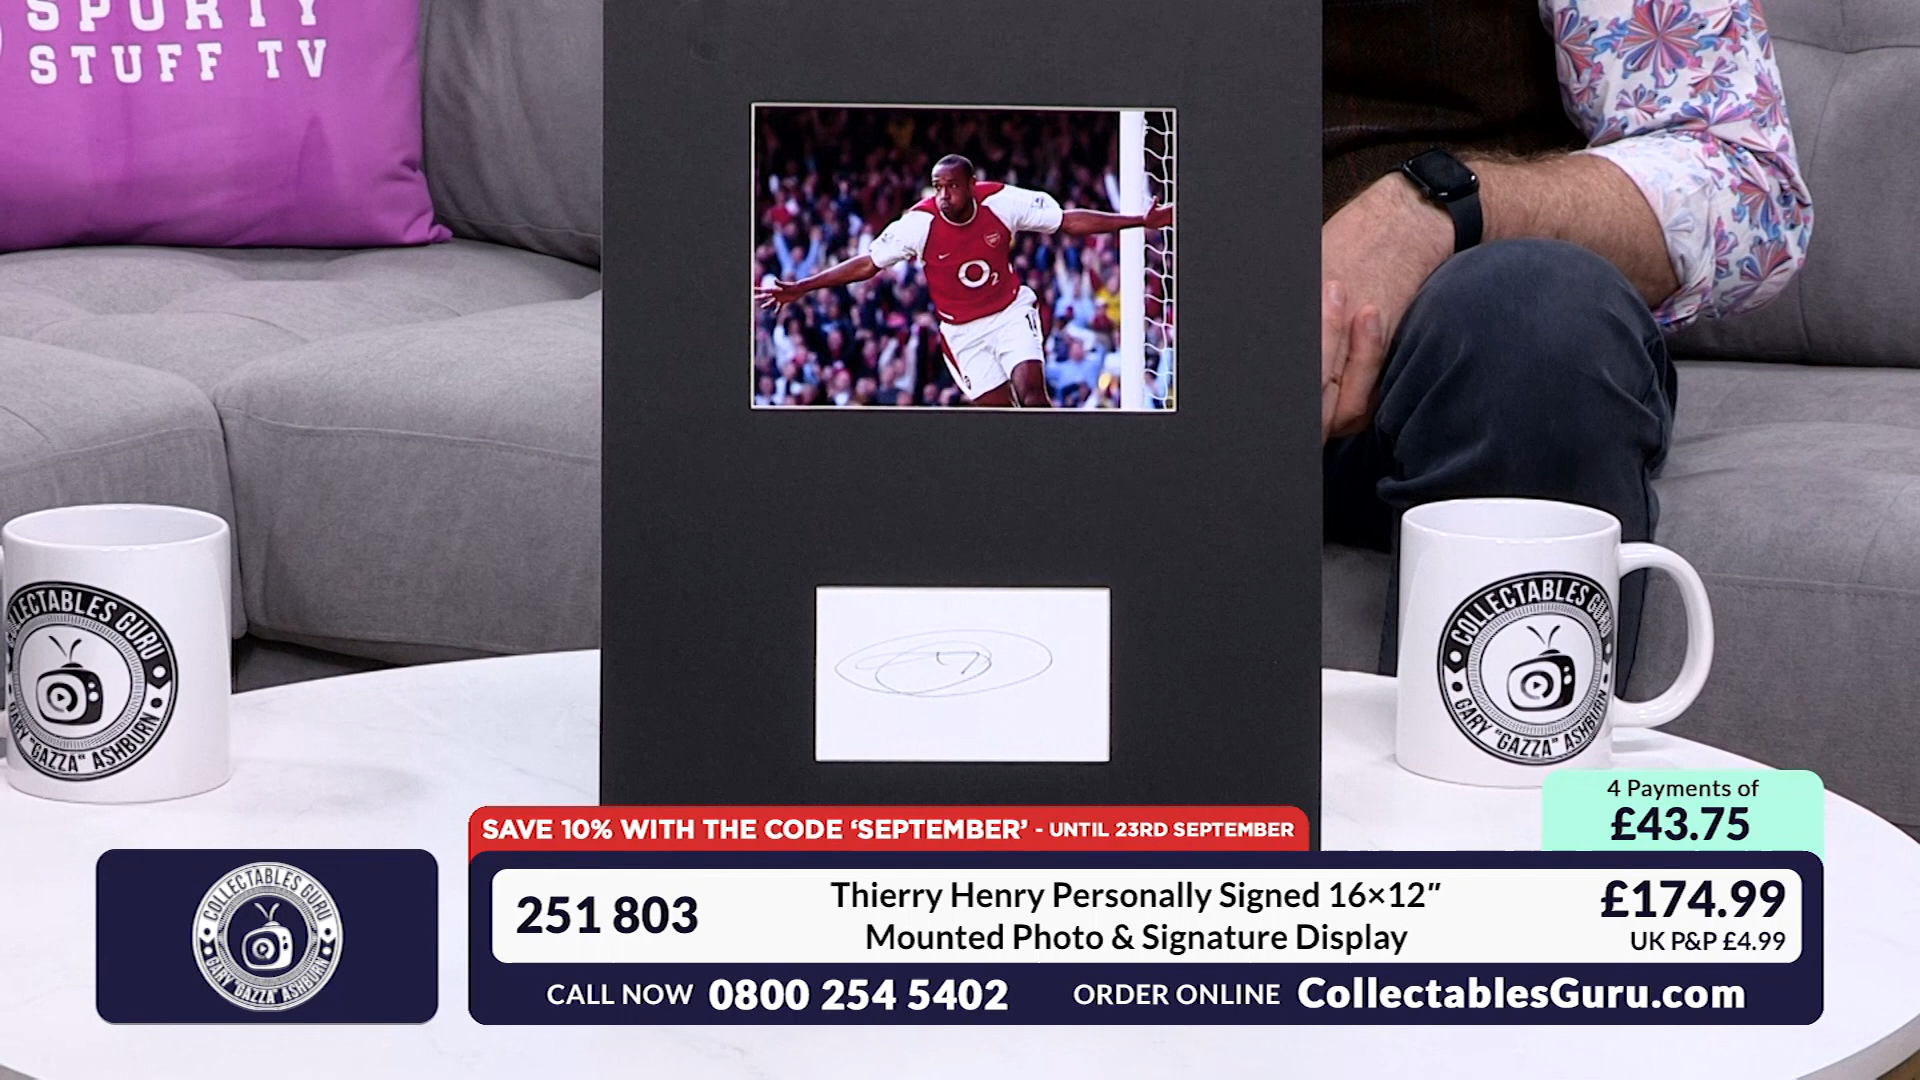 SPORTY
STUFF TV
O2
COLLECTABLES GURU
GARY "GAZZA" ASHBURN
COLLECTABLES GURU
GARY "GAZZA" ASHBURN
4 Payments of
£43.75
SAVE 10% WITH THE CODE ‘SEPTEMBER’ - UNTIL 23RD SEPTEMBER
COLLECTABLES GURU
GARY "GAZZA" ASHBURN
251 803
Thierry Henry Personally Signed 16×12”
Mounted Photo & Signature Display
£174.99
UK P&P £4.99
CALL NOW 0800 254 5402
ORDER ONLINE CollectablesGuru.com